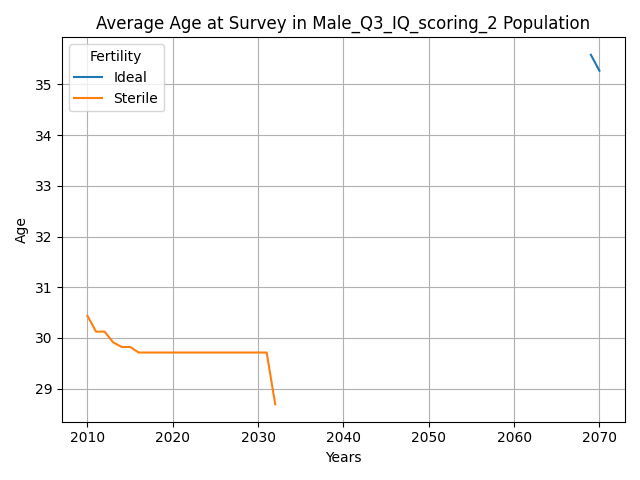 Average Age at Survey in Male_Q3_IQ_scoring_2 Population
Fertility
Ideal
Sterile
Age
35
34
33
32
31
30
29
2010 2020 2030 2040 2050 2060 2070
Years